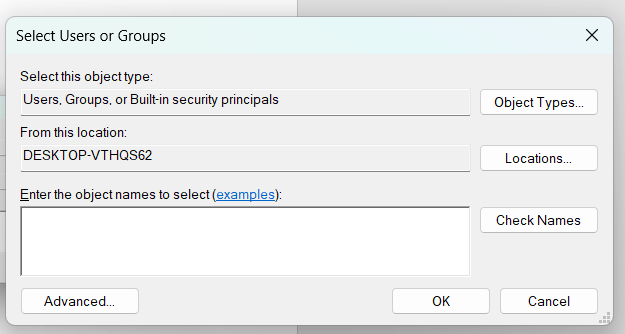 Select Users or Groups
Select this object type:
Users, Groups, or Built-in security principals
Object Types...
From this location:
DESKTOP-VTHQS62
Locations...
Enter the object names to select (examples):
Check Names
Advanced...
OK
Cancel